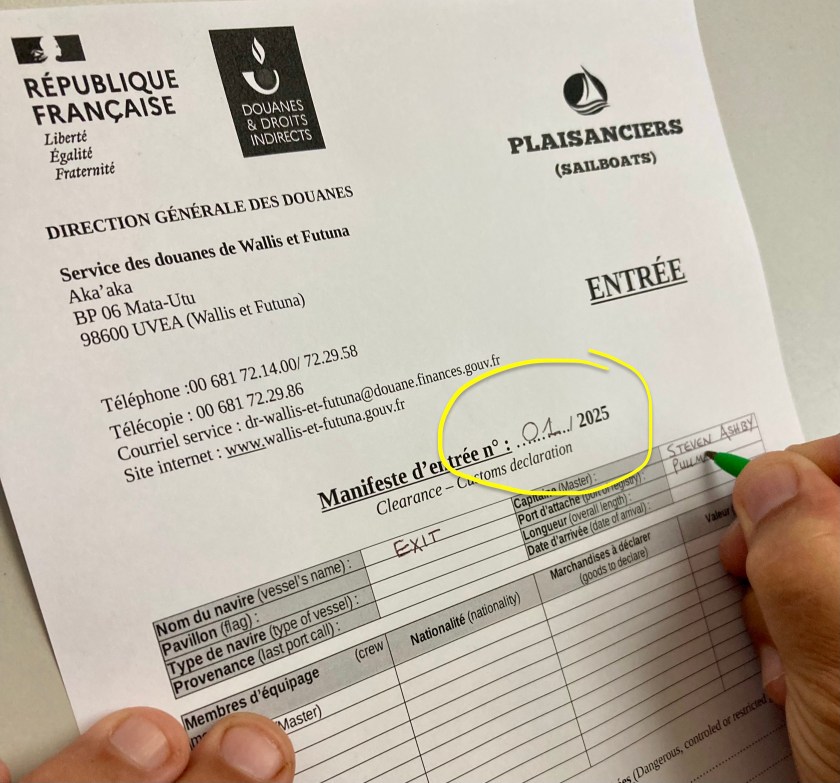 RÉPUBLIQUE
FRANÇAISE
Liberté
Égalité
Fraternité
DOUANES
& DROITS
INDIRECTS
PLAISANCIERS
(SAILBOATS)
DIRECTION GÉNÉRALE DES DOUANES
Service des douanes de Wallis et Futuna
Aka'aka
BP 06 Mata-Utu
98600 UVEA (Wallis et Futuna)
ENTRÉE
Téléphone :00 681 72.14.00/ 72.29.58
Télécopie : 00 681 72.29.86
Courriel service : dr-wallis-et-futuna@douane.finances.gouv.fr
Site internet : www.wallis-et-futuna.gouv.fr
Manifeste d'entrée n° : ...01.../ 2025
Clearance – Customs declaration
Nom du navire (vessel's name) : EXIT
Pavillon (flag) :
Type de navire (type of vessel) :
Provenance (last port call) :
Capitaine (Master) : STEVEN ASHBY
Port d'attache (port of registry) :
Longueur (overall length) :
Date d'arrivée (date of arrival) :
Membres d'équipage (crew
(Master)
Nationalité (nationality)
Marchandises à déclarer
(goods to declare)
Valeur
(Dangerous, controled or restricted